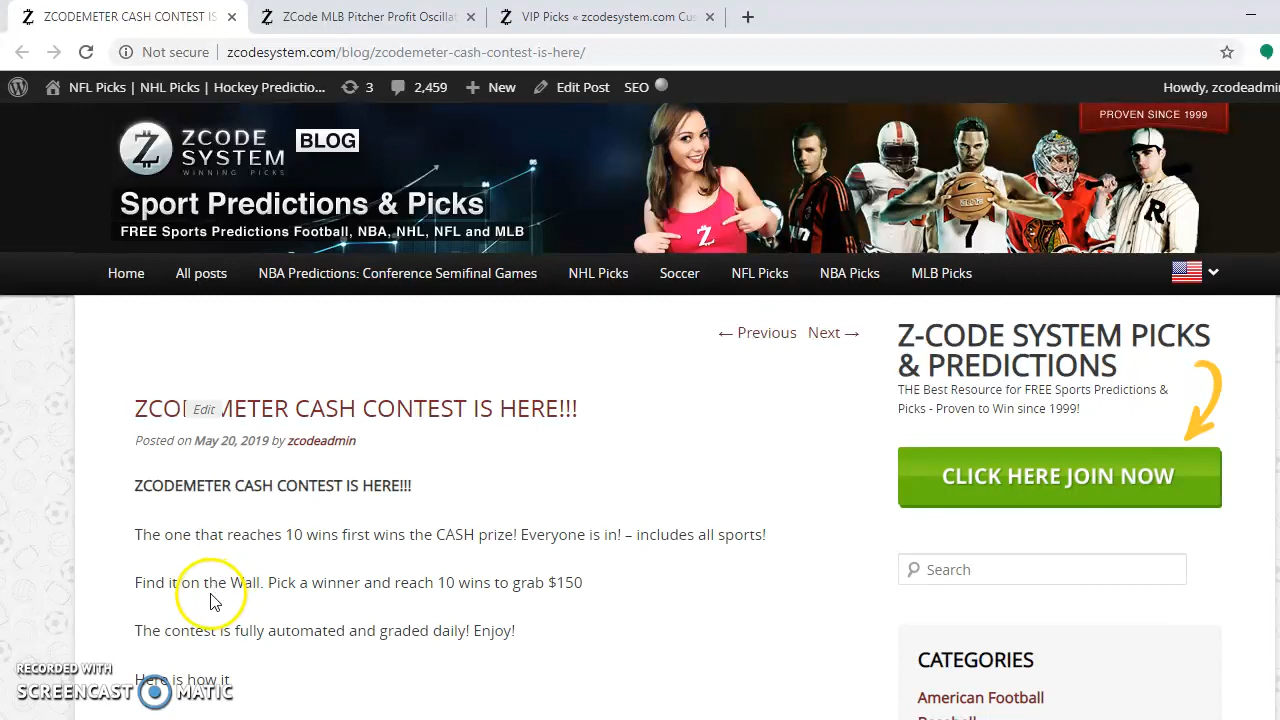 ZCODEMETER CASH CONTEST IS
ZCode MLB Pitcher Profit Oscillat
VIP Picks « zcodesystem.com Cus
Not secure
zcodesystem.com/blog/zcodemeter-cash-contest-is-here/
NFL Picks | NHL Picks | Hockey Predictio...
3
2,459
New
Edit Post
SEO
Howdy, zcodeadmin
PROVEN SINCE 1999
ZCODE
SYSTEM
WINNING PICKS
BLOG
Sport Predictions & Picks
FREE Sports Predictions Football, NBA, NHL, NFL and MLB
Z
7
R
Home
All posts
NBA Predictions: Conference Semifinal Games
NHL Picks
Soccer
NFL Picks
NBA Picks
MLB Picks
← Previous
Next →
Z-CODE SYSTEM PICKS
& PREDICTIONS
THE Best Resource for FREE Sports Predictions &
Picks - Proven to Win since 1999!
CLICK HERE JOIN NOW
Search
CATEGORIES
American Football
Baseball
ZCO Edit METER CASH CONTEST IS HERE!!!
Posted on May 20, 2019 by zcodeadmin
ZCODEMETER CASH CONTEST IS HERE!!!
The one that reaches 10 wins first wins the CASH prize! Everyone is in! – includes all sports!
Find it on the Wall. Pick a winner and reach 10 wins to grab $150
The contest is fully automated and graded daily! Enjoy!
Here is how it
RECORDED WITH
SCREENCAST MATIC